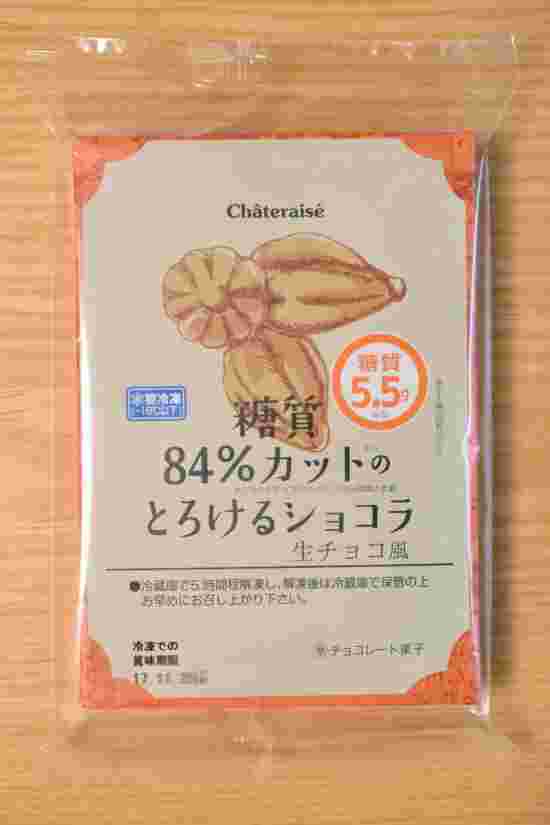 Châteraisé
糖質
5.5g
要冷凍
-18℃以下
糖質
84%カットの
とろけるショコラ
生チョコ風
●冷蔵庫で5時間程解凍し、解凍後は冷蔵庫で保管の上
お早めにお召し上がり下さい。
冷凍での
賞味期限
チョコレート菓子